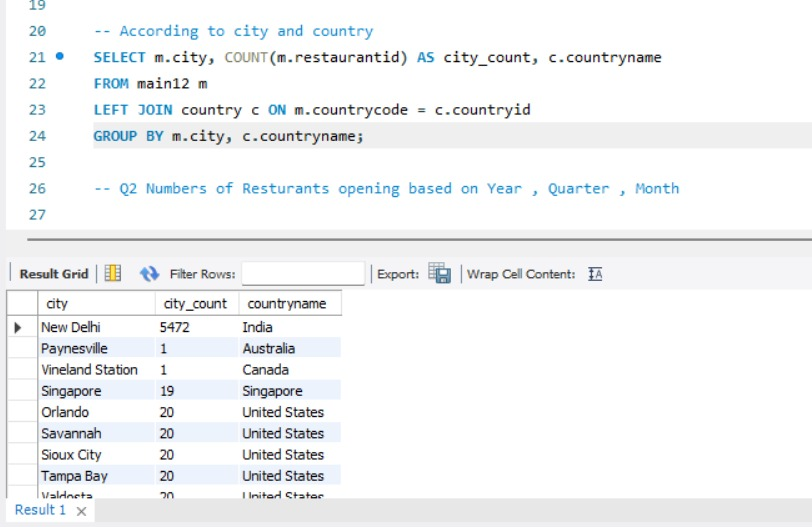 19
20 -- According to city and country
21 SELECT m.city, COUNT(m.restaurantid) AS city_count, c.countryname
22 FROM main12 m
23 LEFT JOIN country c ON m.countrycode = c.countryid
24 GROUP BY m.city, c.countryname;
25
26 -- Q2 Numbers of Resturants opening based on Year , Quarter , Month
27
Result Grid Filter Rows: Export: Wrap Cell Content: IA
city city_count countryname
New Delhi 5472 India
Paynesville 1 Australia
Vineland Station 1 Canada
Singapore 19 Singapore
Orlando 20 United States
Savannah 20 United States
Sioux City 20 United States
Tampa Bay 20 United States
Valdosta 20 United States
Result 1 ×